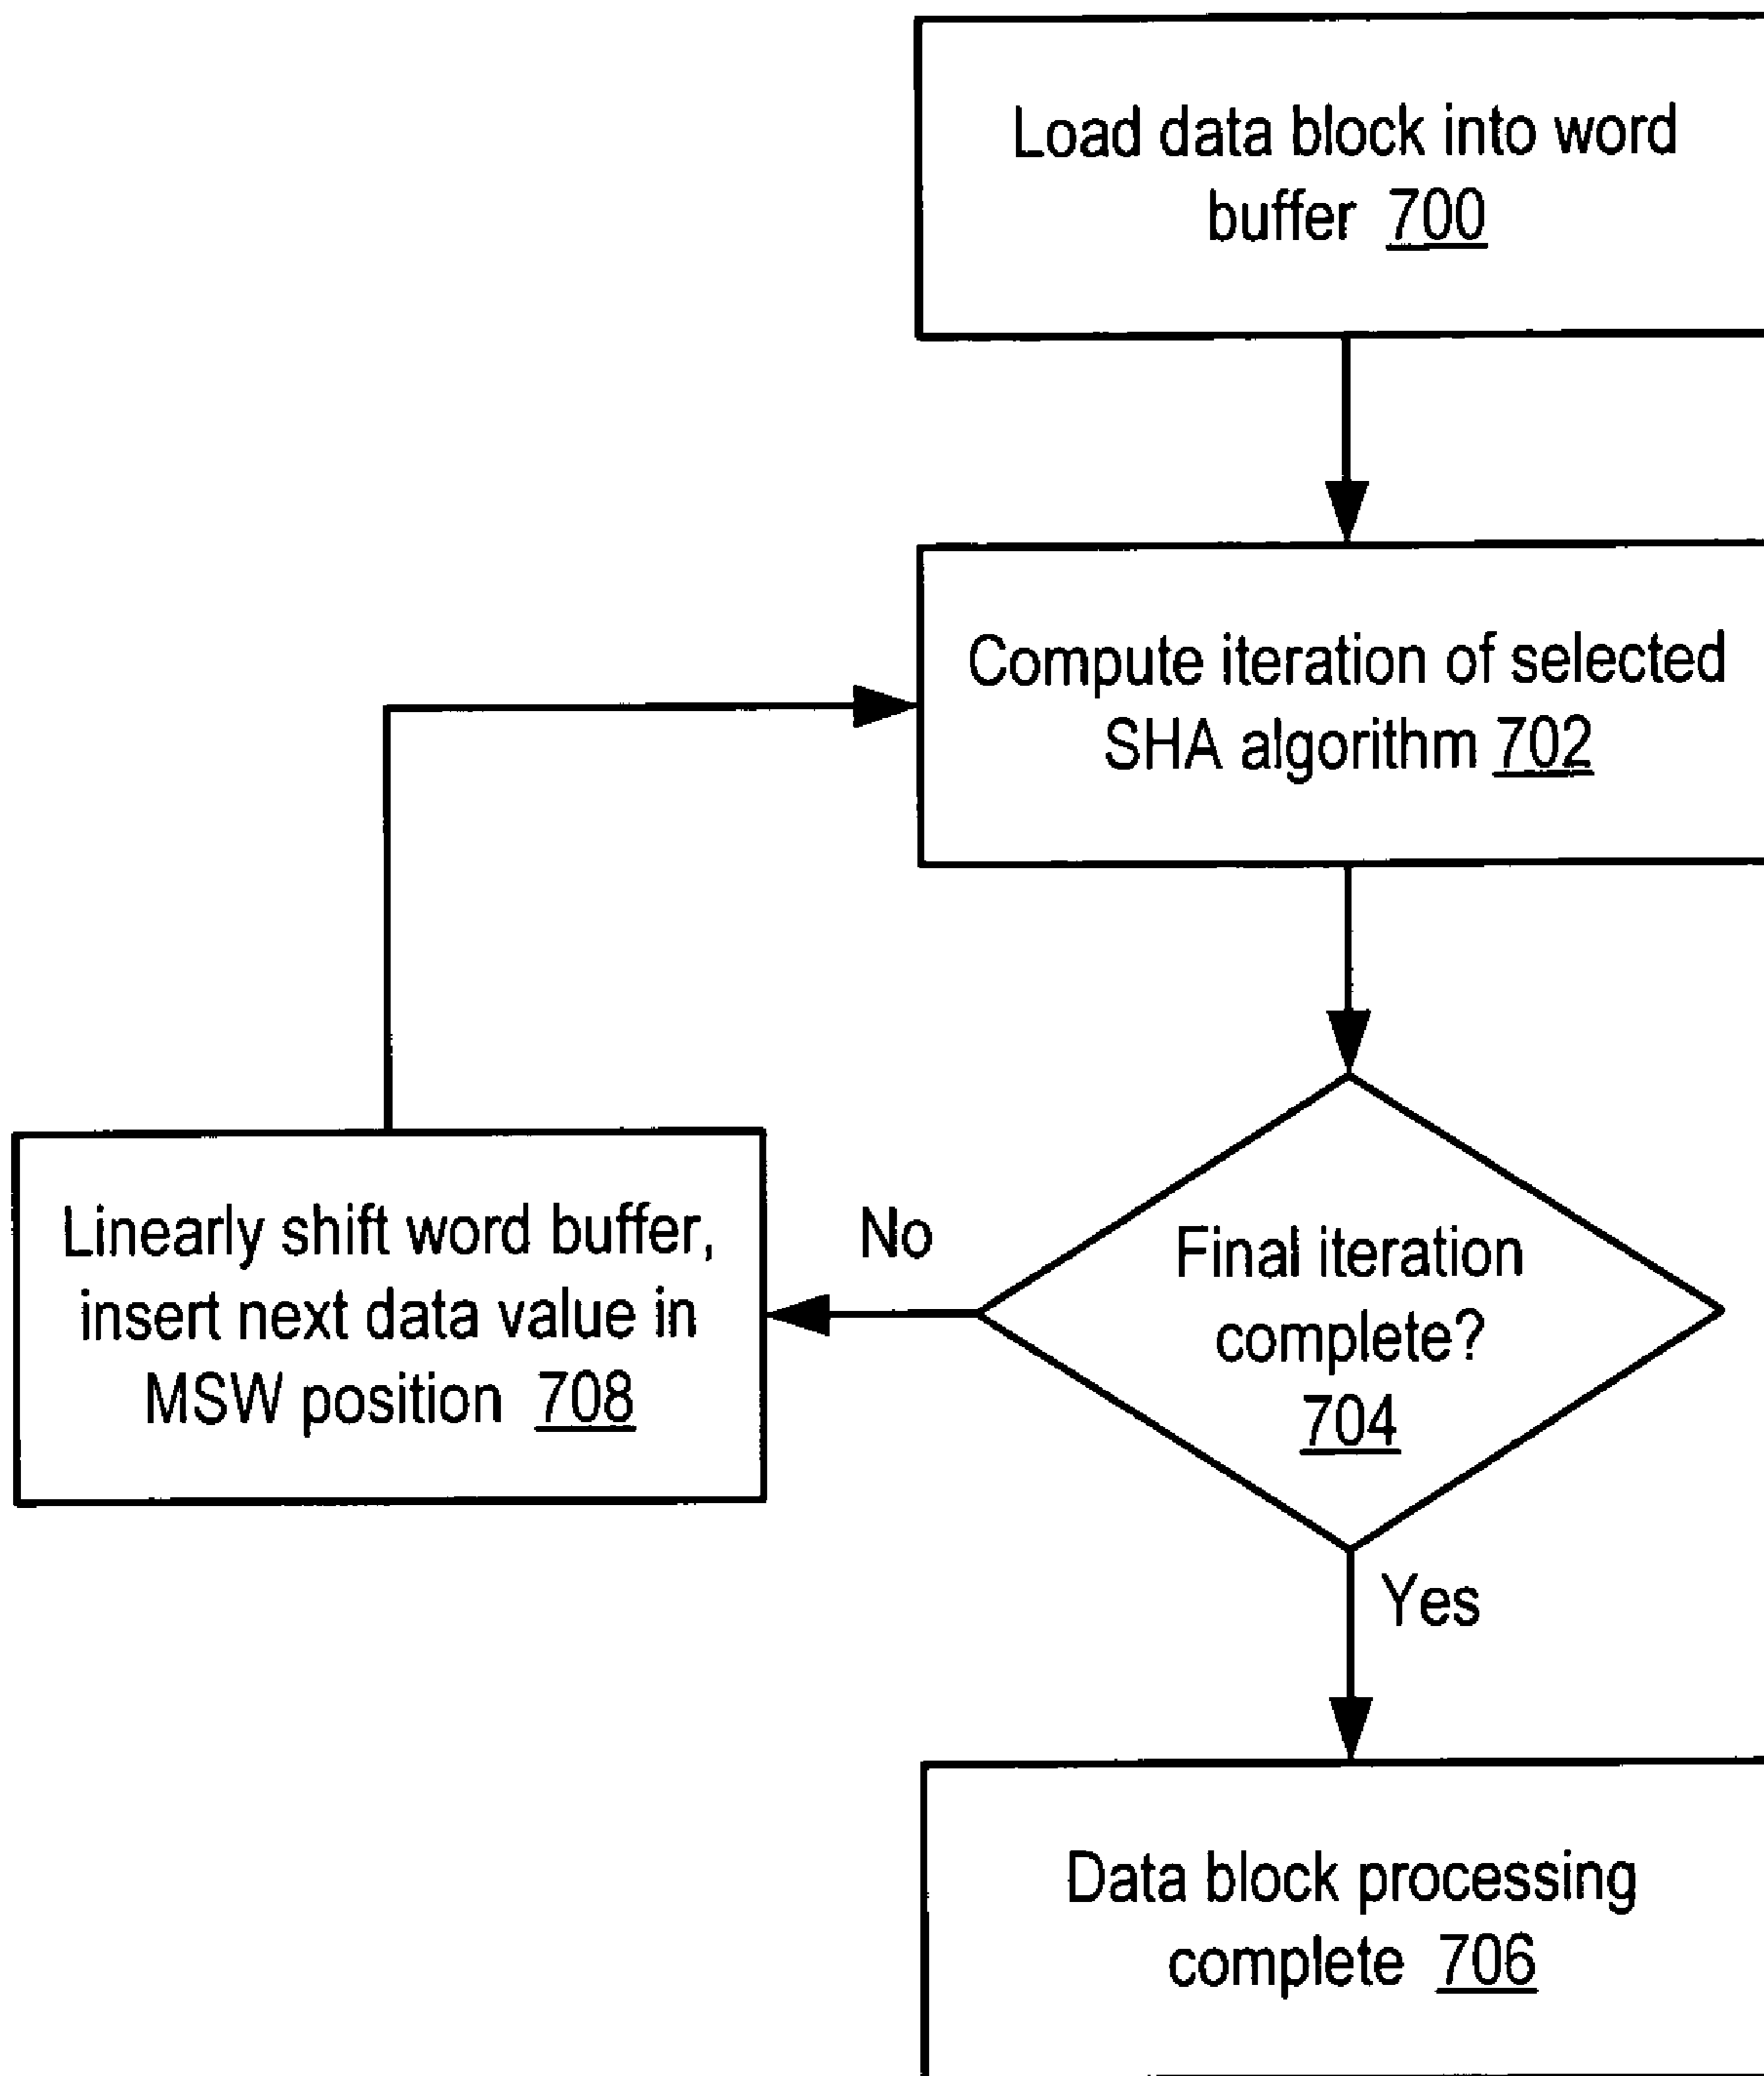 Load data block into word
buffer 700
Compute iteration of selected
SHA algorithm 702
Linearly shift word buffer,
insert next data value in
MSW position 708
No
Final iteration
complete?
704
Yes
Data block processing
complete 706